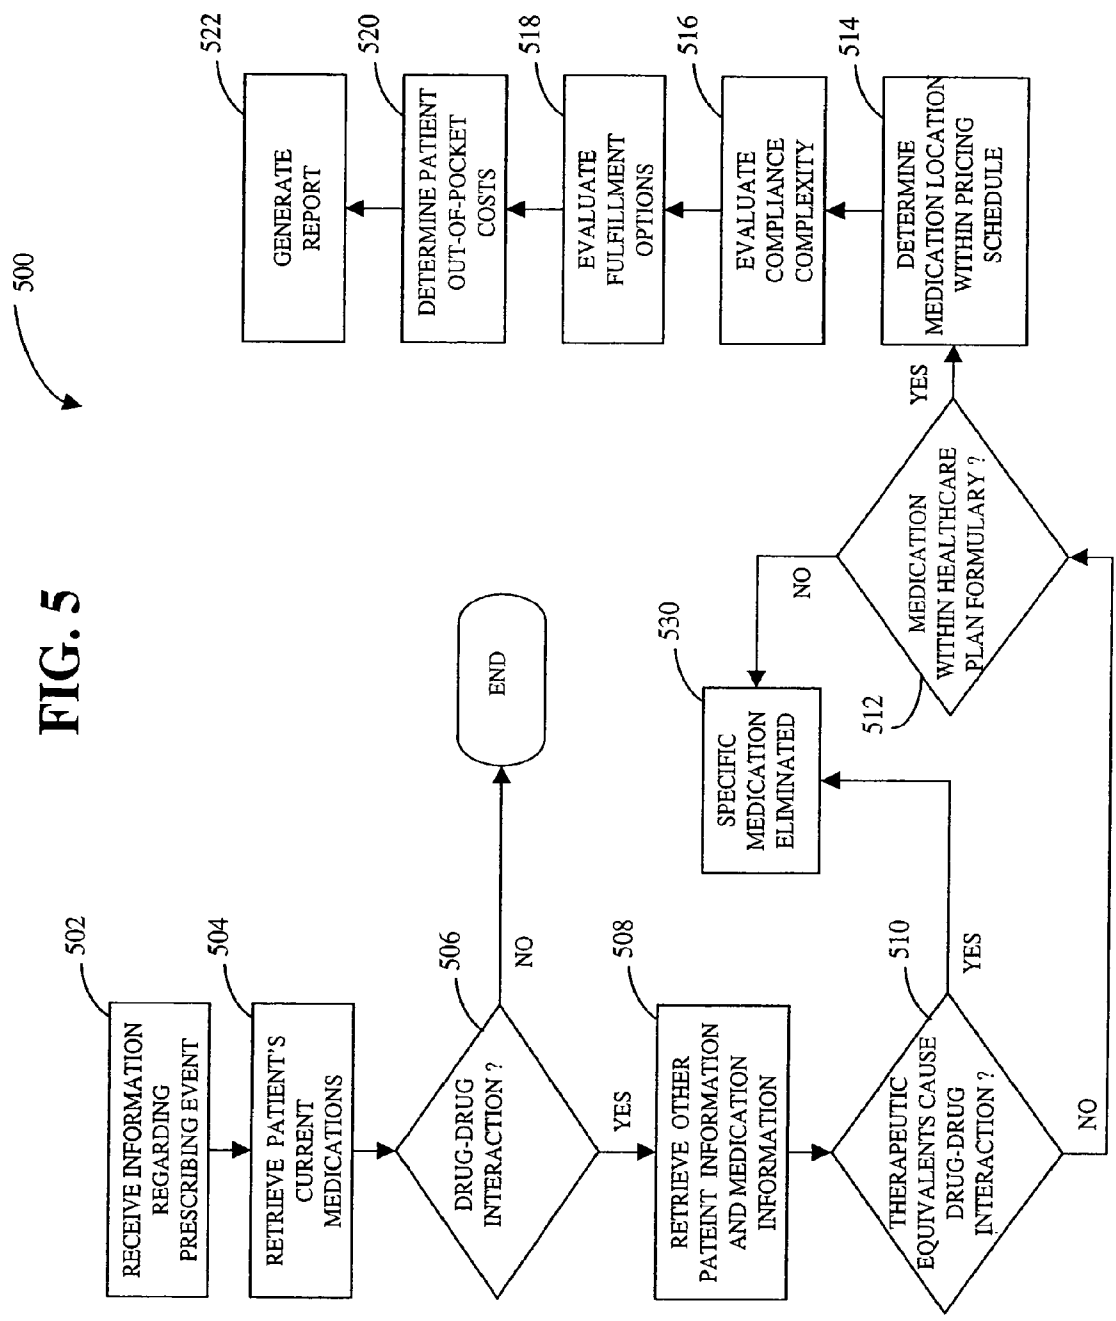 FIG. 5
500
502
RECEIVE INFORMATION
REGARDING
PRESCRIBING EVENT
504
RETRIEVE PATIENT'S
CURRENT
MEDICATIONS
506
DRUG-DRUG
INTERACTION ?
NO
END
YES
508
RETRIEVE OTHER
PATEINT INFORMATION
AND MEDICATION
INFORMATION
510
THERAPEUTIC
EQUIVALENTS CAUSE
DRUG-DRUG
INTERACTION ?
YES
NO
530
SPECIFIC
MEDICATION
ELIMINATED
512
MEDICATION
WITHIN HEALTHCARE
PLAN FORMULARY ?
NO
YES
514
DETERMINE
MEDICATION LOCATION
WITHIN PRICING
SCHEDULE
516
EVALUATE
COMPLIANCE
COMPLEXITY
518
EVALUATE
FULFILLMENT
OPTIONS
520
DETERMINE PATIENT
OUT-OF-POCKET
COSTS
522
GENERATE
REPORT